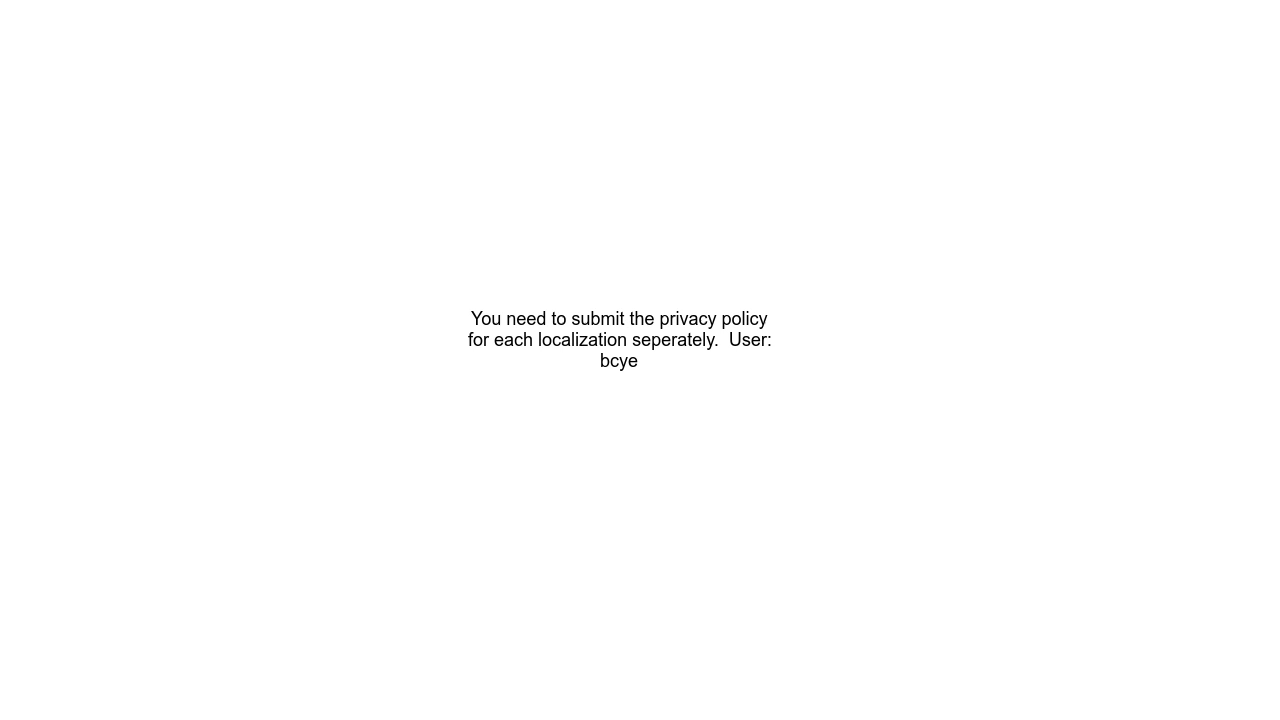 You need to submit the privacy policy
for each localization seperately.  User:
bcye